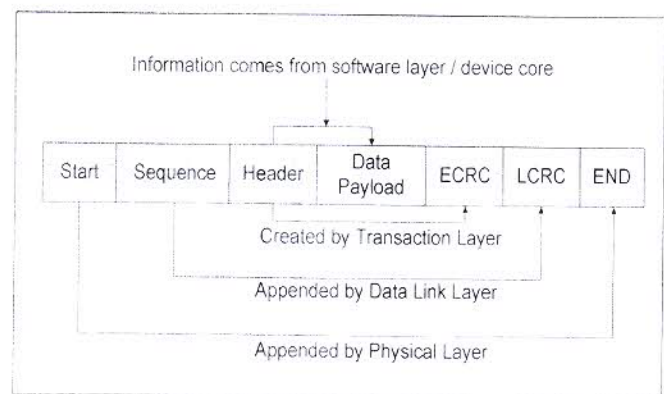 Information comes from software layer / device core
Start Sequence Header Data Payload ECRC LCRC END
Created by Transaction Layer
Appended by Data Link Layer
Appended by Physical Layer